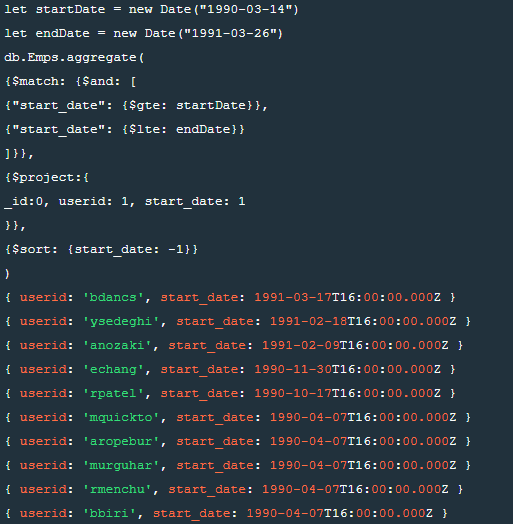 let startDate = new Date("1990-03-14")
let endDate = new Date("1991-03-26")
db.Emps.aggregate(
{$match: {$and: [
{"start_date": {$gte: startDate}},
{"start_date": {$lte: endDate}}
]}},
{$project:{
_id:0, userid: 1, start_date: 1
}},
{$sort: {start_date: -1}}
)
{ userid: 'bdancs', start_date: 1991-03-17T16:00:00.000Z }
{ userid: 'ysedeghi', start_date: 1991-02-18T16:00:00.000Z }
{ userid: 'anozaki', start_date: 1991-02-09T16:00:00.000Z }
{ userid: 'echang', start_date: 1990-11-30T16:00:00.000Z }
{ userid: 'rpatel', start_date: 1990-10-17T16:00:00.000Z }
{ userid: 'mquickto', start_date: 1990-04-07T16:00:00.000Z }
{ userid: 'aropebur', start_date: 1990-04-07T16:00:00.000Z }
{ userid: 'murguhar', start_date: 1990-04-07T16:00:00.000Z }
{ userid: 'rmenchu', start_date: 1990-04-07T16:00:00.000Z }
{ userid: 'bbiri', start_date: 1990-04-07T16:00:00.000Z }